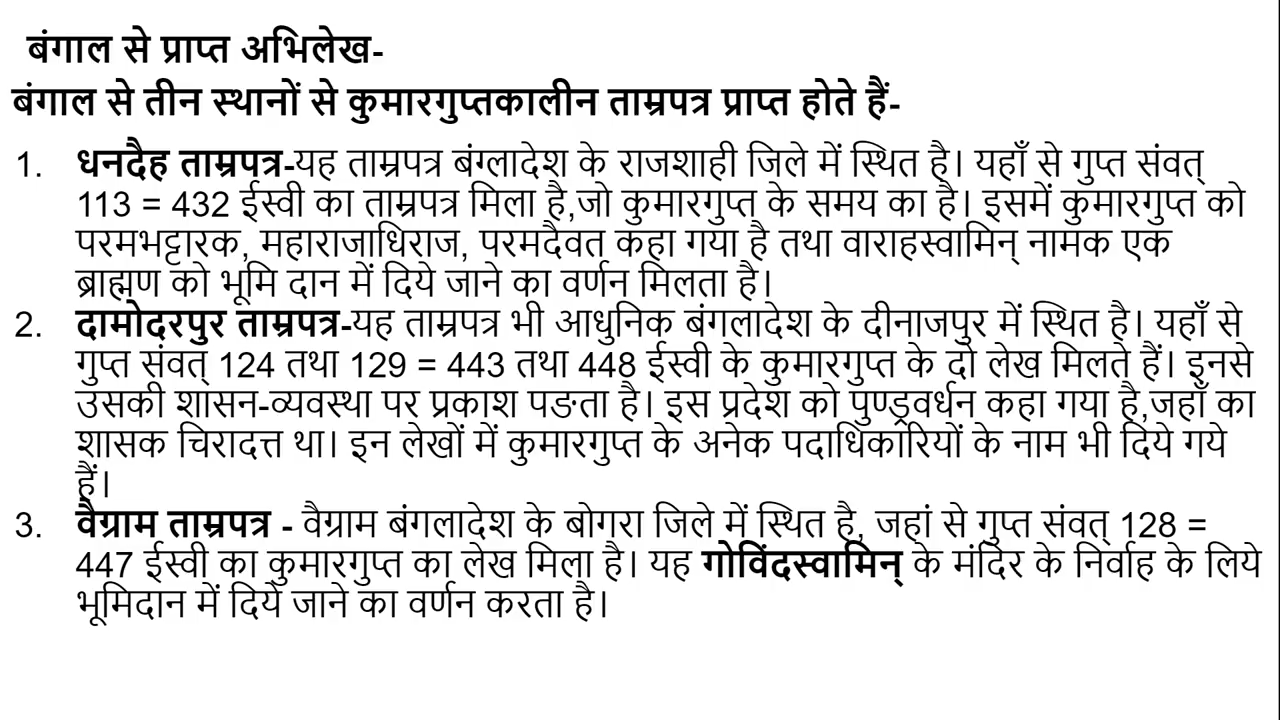 बंगाल से प्राप्त अभिलेख-
बंगाल से तीन स्थानों से कुमारगुप्तकालीन ताम्रपत्र प्राप्त होते हैं-
1. धनदैह ताम्रपत्र-यह ताम्रपत्र बंग्लादेश के राजशाही जिले में स्थित है। यहाँ से गुप्त संवत्
113 = 432 ईस्वी का ताम्रपत्र मिला है,जो कुमारगुप्त के समय का है। इसमें कुमारगुप्त को
परमभट्टारक, महाराजाधिराज, परमदैवत कहा गया है तथा वाराहस्वामिन् नामक एक
ब्राह्मण को भूमि दान में दिये जाने का वर्णन मिलता है।
2. दामोदरपुर ताम्रपत्र-यह ताम्रपत्र भी आधुनिक बंगलादेश के दीनाजपुर में स्थित है। यहाँ से
गुप्त संवत् 124 तथा 129 = 443 तथा 448 ईस्वी के कुमारगुप्त के दो लेख मिलते हैं। इनसे
उसकी शासन-व्यवस्था पर प्रकाश पङता है। इस प्रदेश को पुण्ड्रवर्धन कहा गया है,जहाँ का
शासक चिरादत्त था। इन लेखों में कुमारगुप्त के अनेक पदाधिकारियों के नाम भी दिये गये
हैं।
3. वैग्राम ताम्रपत्र - वैग्राम बंगलादेश के बोगरा जिले में स्थित है, जहां से गुप्त संवत् 128 =
447 ईस्वी का कुमारगुप्त का लेख मिला है। यह गोविंदस्वामिन् के मंदिर के निर्वाह के लिये
भूमिदान में दिये जाने का वर्णन करता है।